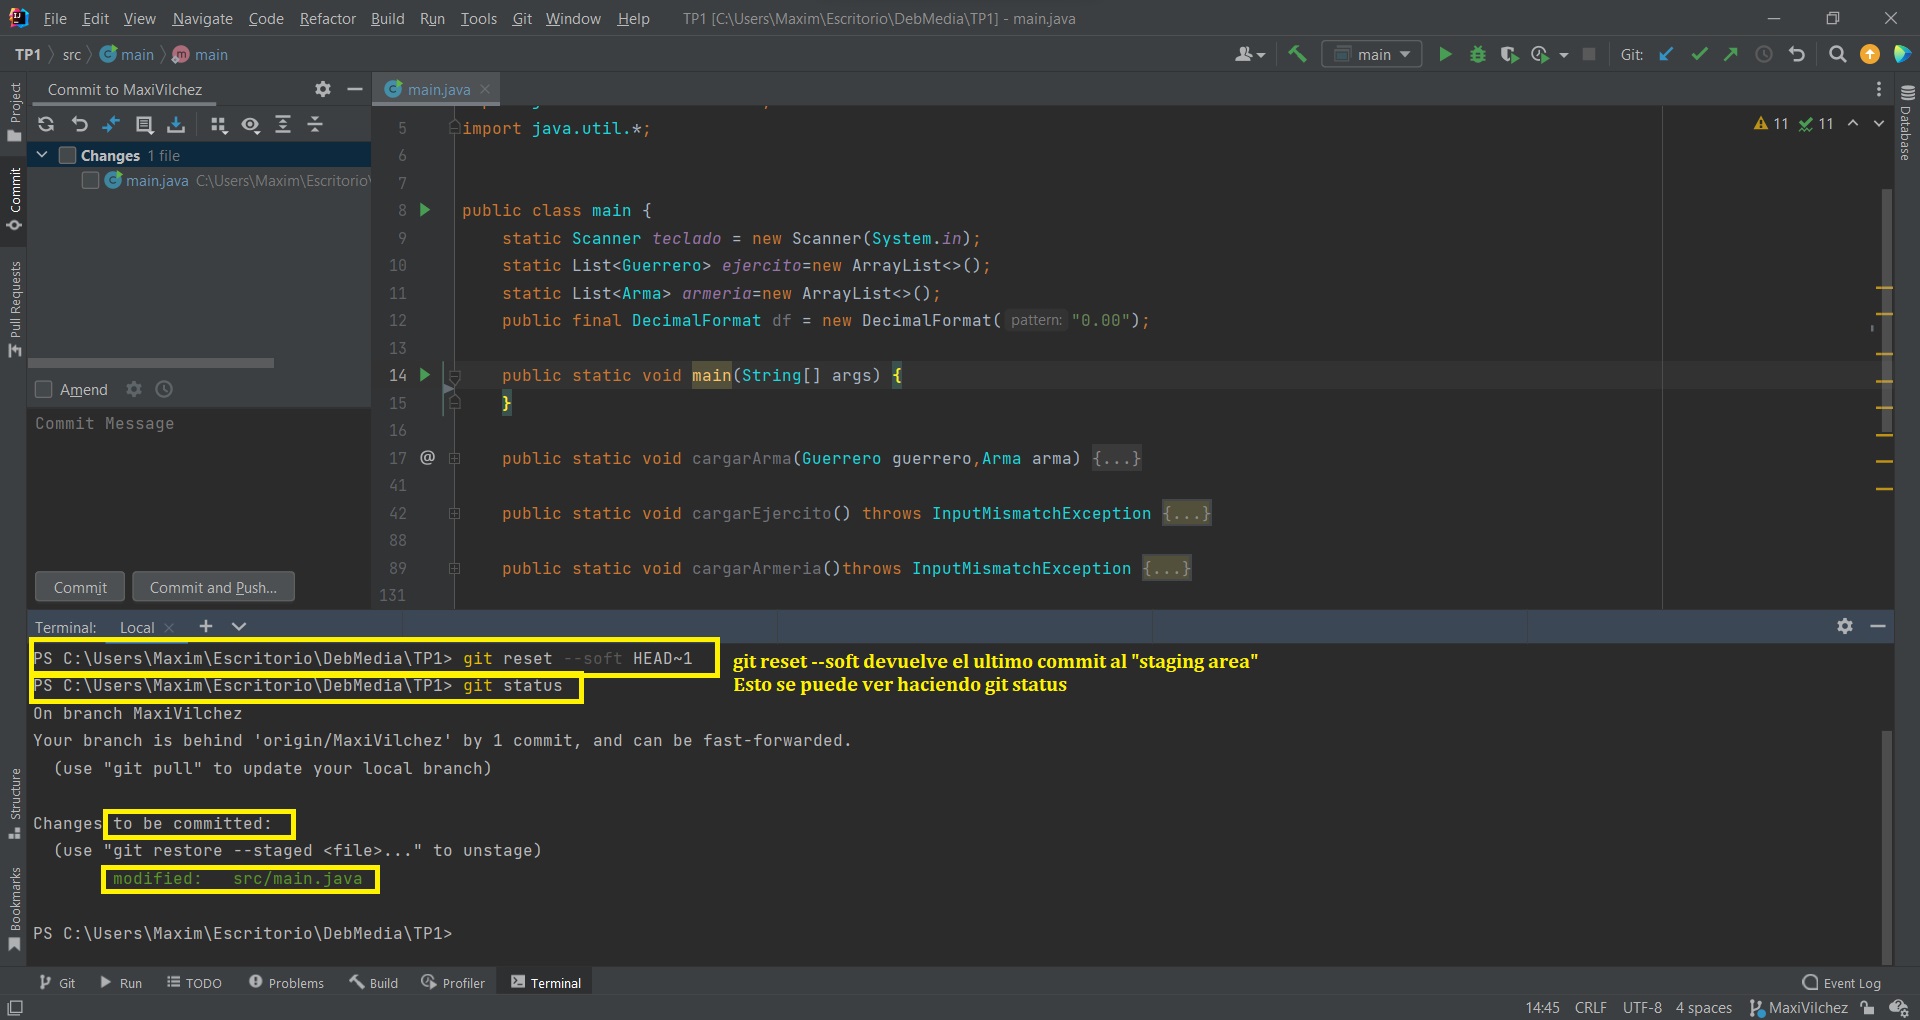 File Edit View Navigate Code Refactor Build Run Tools Git Window Help TP1 [C:\Users\Maxim\Escritorio\DebMedia\TP1] - main.java
TP1 src main main
main Git:
Project
Commit
Pull Requests
Structure
Bookmarks
Database
Commit to MaxiVilchez
Changes 1 file
main.java C:\Users\Maxim\Escritorio\
Amend
Commit Message
Commit Commit and Push...
main.java
11 11
5 import java.util.*;
6
7
8 public class main {
9 static Scanner teclado = new Scanner(System.in);
10 static List<Guerrero> ejercito=new ArrayList<>();
11 static List<Arma> armeria=new ArrayList<>();
12 public final DecimalFormat df = new DecimalFormat( pattern: "0.00");
13
14 public static void main(String[] args) {
15 }
16
17 @ public static void cargarArma(Guerrero guerrero,Arma arma) {...}
41
42 public static void cargarEjercito() throws InputMismatchException {...}
88
89 public static void cargarArmeria()throws InputMismatchException {...}
131
Terminal: Local
PS C:\Users\Maxim\Escritorio\DebMedia\TP1> git reset --soft HEAD~1
git reset --soft devuelve el ultimo commit al "staging area"
PS C:\Users\Maxim\Escritorio\DebMedia\TP1> git status
Esto se puede ver haciendo git status
On branch MaxiVilchez
Your branch is behind 'origin/MaxiVilchez' by 1 commit, and can be fast-forwarded.
(use "git pull" to update your local branch)
Changes to be committed:
(use "git restore --staged <file>..." to unstage)
modified: src/main.java
PS C:\Users\Maxim\Escritorio\DebMedia\TP1>
Git Run TODO Problems Build Profiler Terminal Event Log
14:45 CRLF UTF-8 4 spaces MaxiVilchez